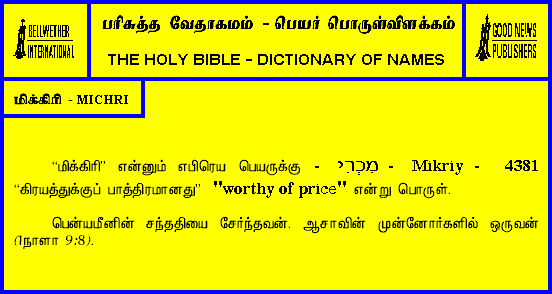 BELLWETHER
INTERNATIONAL
பரிசுத்த வேதாகமம் - பெயர் பொருள்விளக்கம்
THE HOLY BIBLE - DICTIONARY OF NAMES
GOOD NEWS
PUBLISHERS
மிக்கிரி - MICHRI
“மிக்கிரி” என்னும் எபிரெய பெயருக்கு - מִכְרִי - Mikriy - 4381
“கிரயத்துக்குப் பாத்திரமானது” "worthy of price" என்று பொருள்.
பென்யமீனின் சந்ததியை சேர்ந்தவன். ஆசாவின் முன்னோர்களில் ஒருவன்
(1நாளா 9:8).